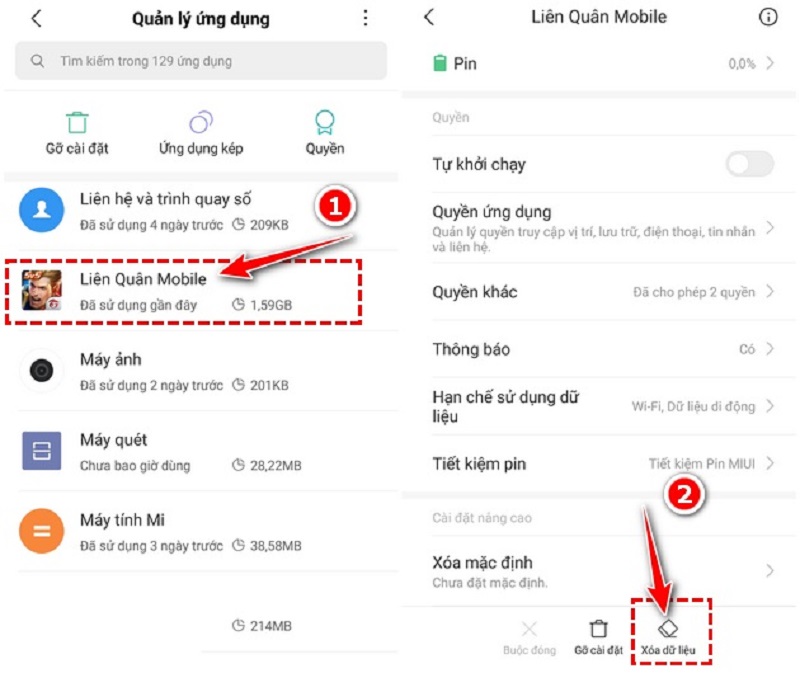 Quản lý ứng dụng
Tìm kiếm trong 129 ứng dụng
Gỡ cài đặt
Ứng dụng kép
Quyền
Liên hệ và trình quay số
Đã sử dụng 4 ngày trước
209KB
1
Liên Quân Mobile
Đã sử dụng gần đây
1,59GB
Máy ảnh
Đã sử dụng 2 ngày trước
201KB
Máy quét
Chưa bao giờ dùng
28,22MB
Máy tính Mi
Đã sử dụng 3 ngày trước
38,58MB
214MB
Liên Quân Mobile
Pin
0,0%
Quyền
Tự khởi chạy
Quyền ứng dụng
Quản lý quyền truy cập vị trí, lưu trữ, điện thoại, tin nhắn
và liên hệ.
Quyền khác
Đã cho phép 2 quyền
Thông báo
Có
Hạn chế sử dụng dữ
liệu
Wi-Fi, Dữ liệu di động
Tiết kiệm pin
Tiết kiệm Pin MIUI
2
Cài đặt nâng cao
Xóa mặc định
Chưa đặt mặc định.
Buộc đóng
Gỡ cài đặt
Xóa dữ liệu